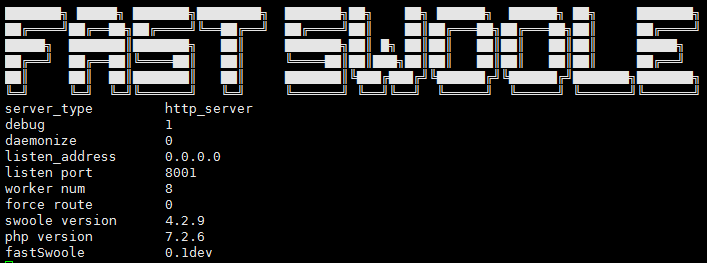 FAST SWOOLE
server_type http_server
debug 1
daemonize 0
listen_address 0.0.0.0
listen port 8001
worker num 8
force route 0
swoole version 4.2.9
php version 7.2.6
fastSwoole 0.1dev